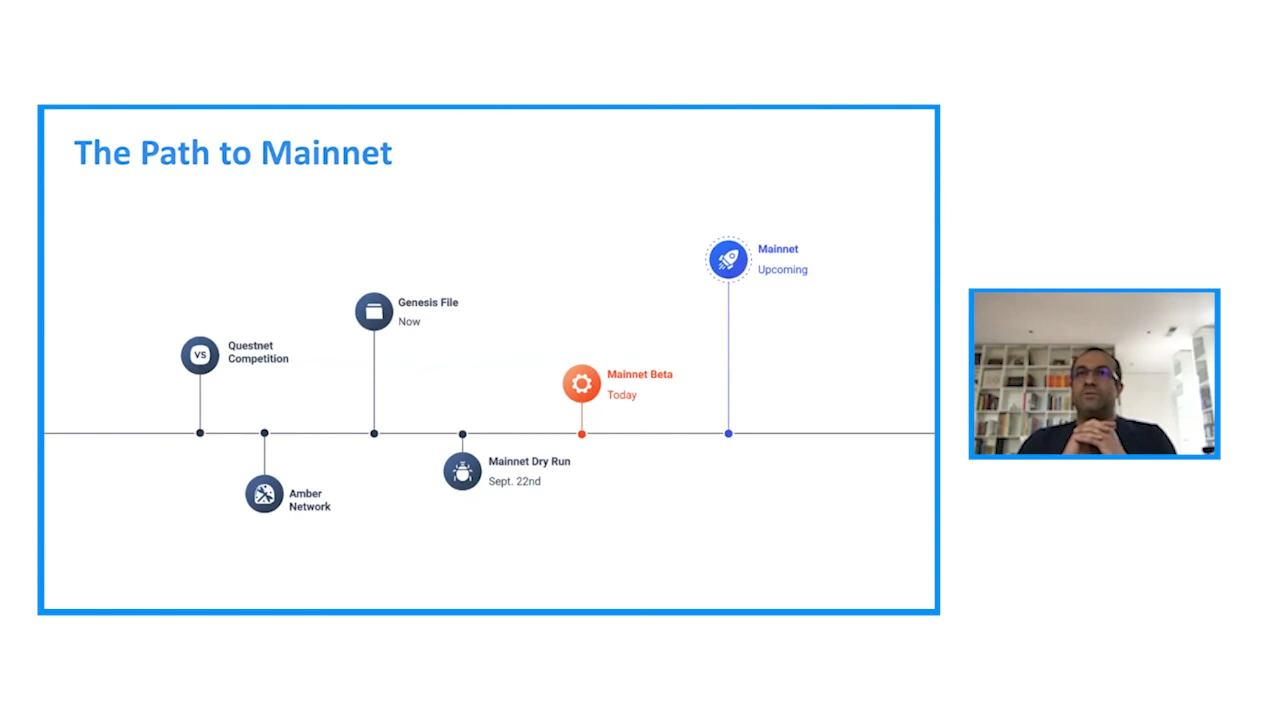 The Path to Mainnet
Mainnet
Upcoming
Genesis File
Now
VS
Questnet
Competition
Mainnet Beta
Today
Mainnet Dry Run
Sept. 22nd
Amber
Network